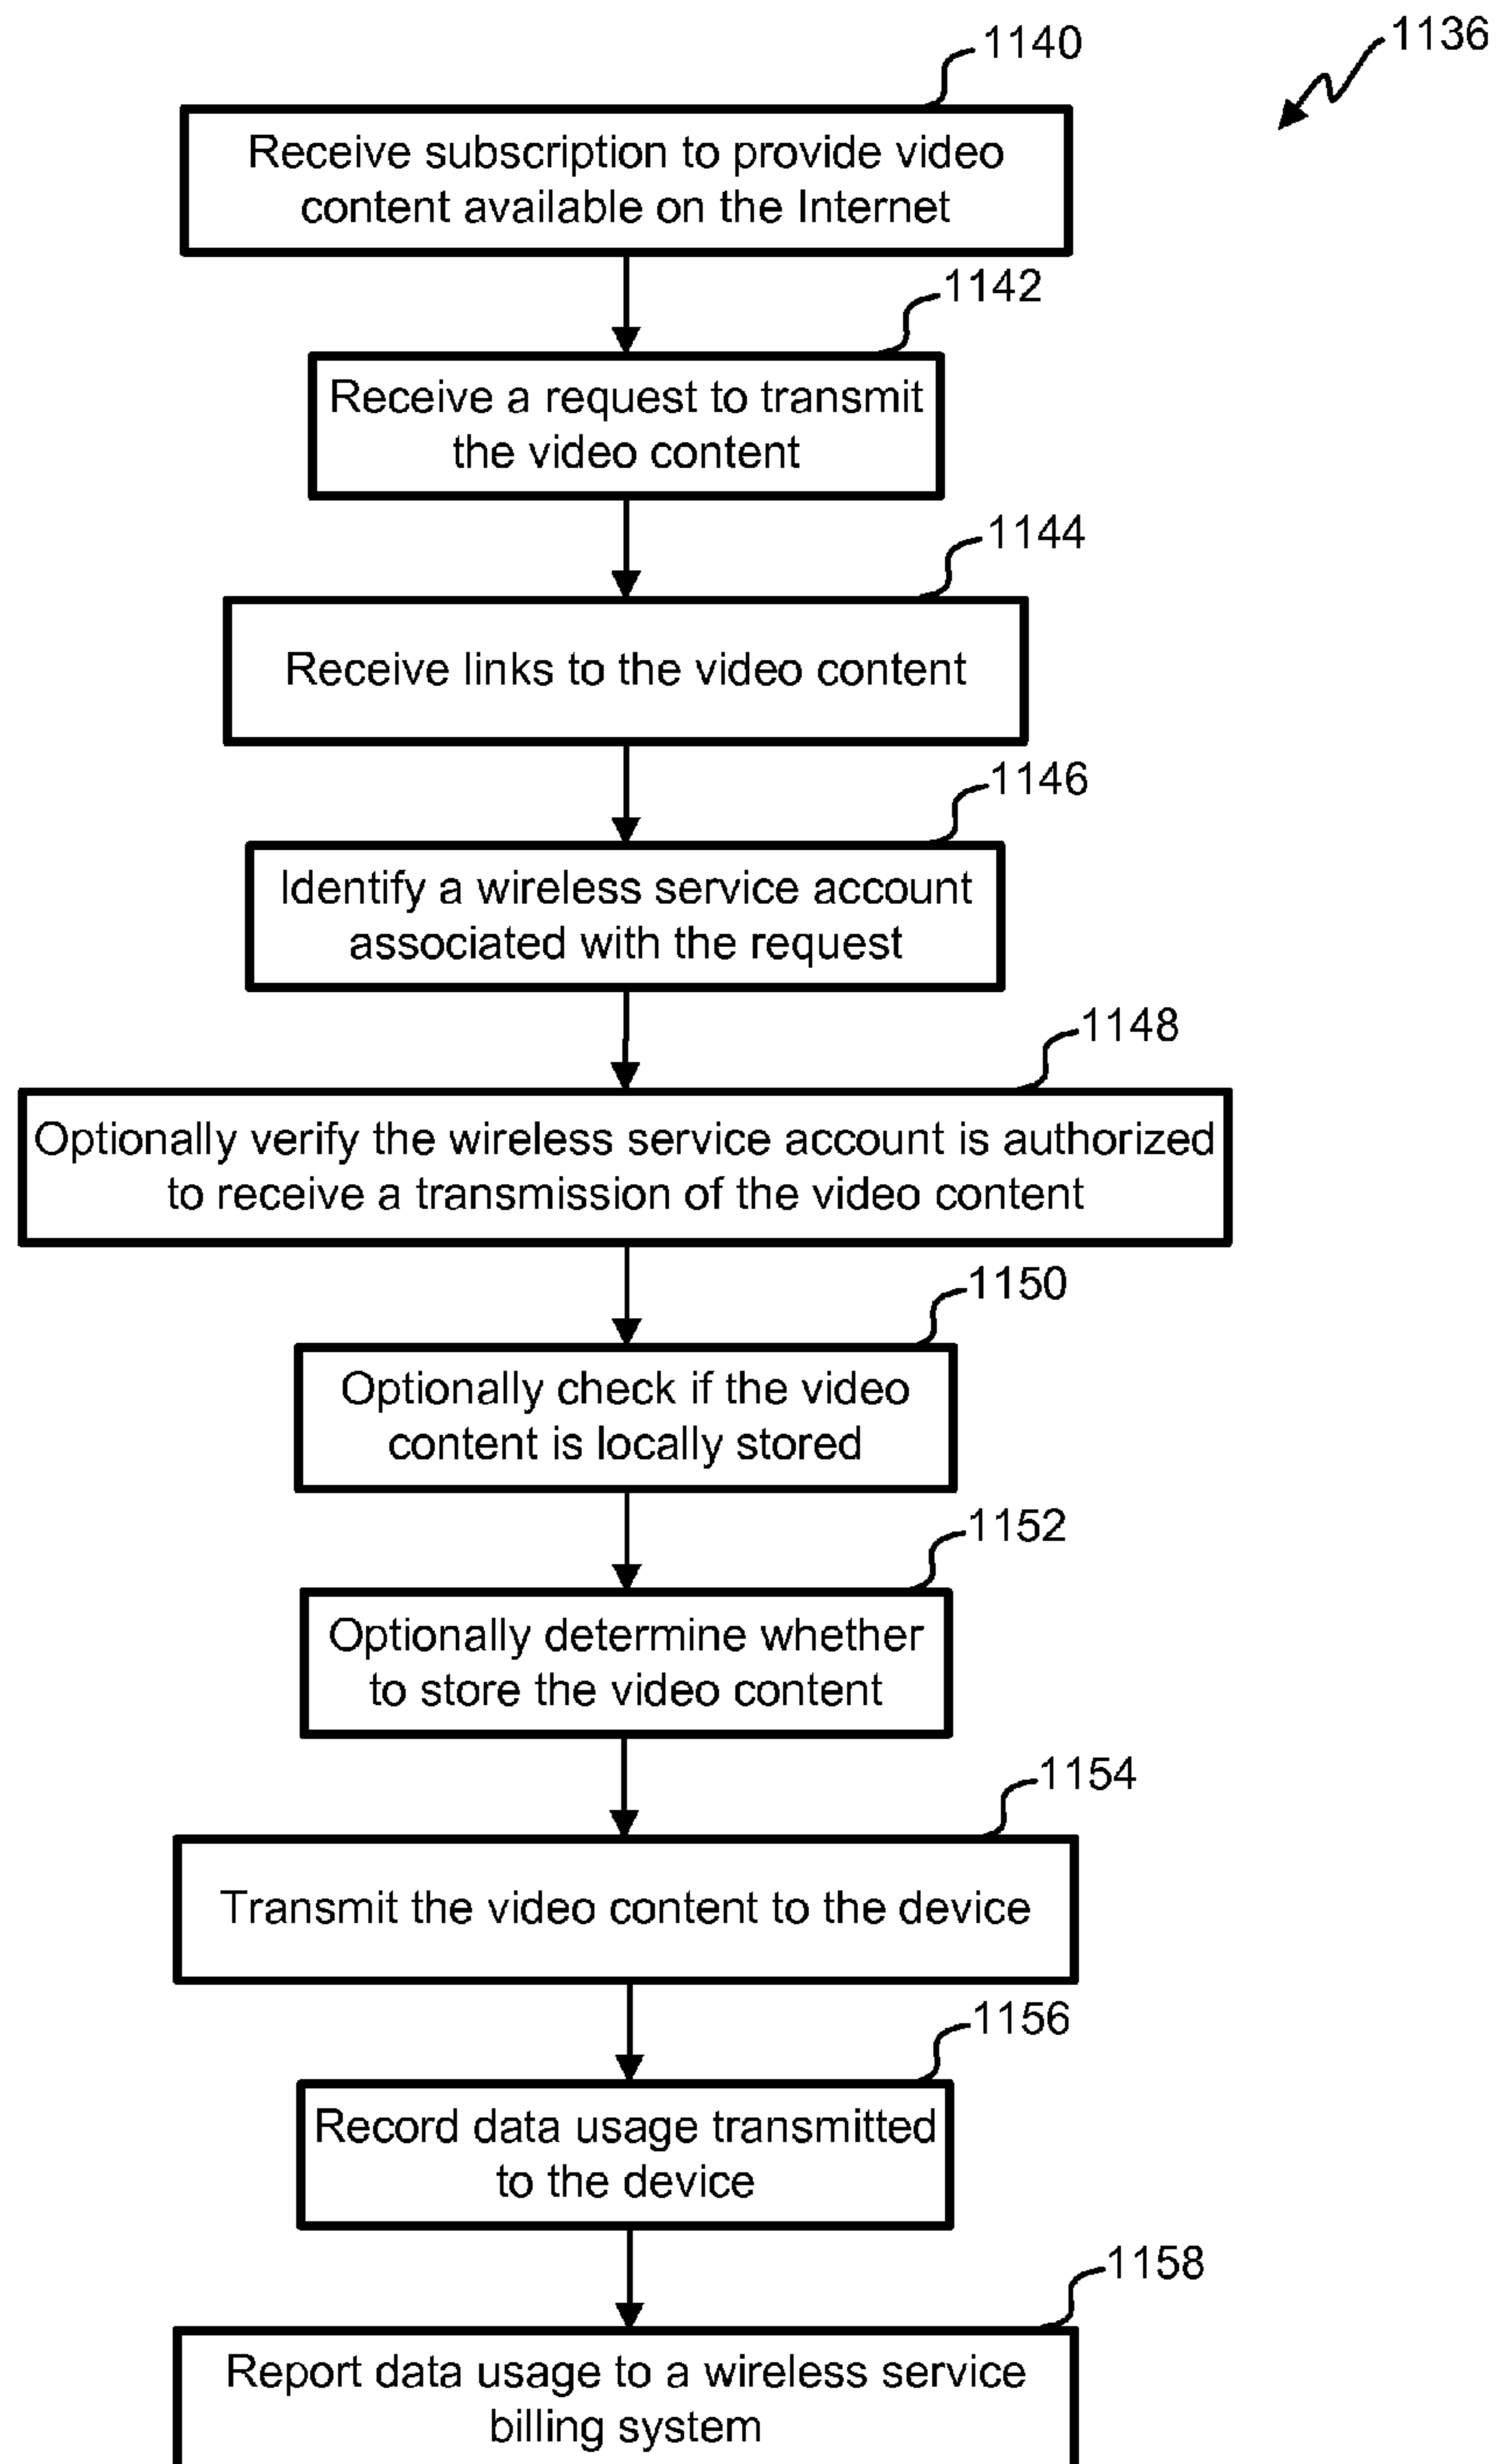 1136
1140
Receive subscription to provide video
content available on the Internet
1142
Receive a request to transmit
the video content
1144
Receive links to the video content
1146
Identify a wireless service account
associated with the request
1148
Optionally verify the wireless service account is authorized
to receive a transmission of the video content
1150
Optionally check if the video
content is locally stored
1152
Optionally determine whether
to store the video content
1154
Transmit the video content to the device
1156
Record data usage transmitted
to the device
1158
Report data usage to a wireless service
billing system